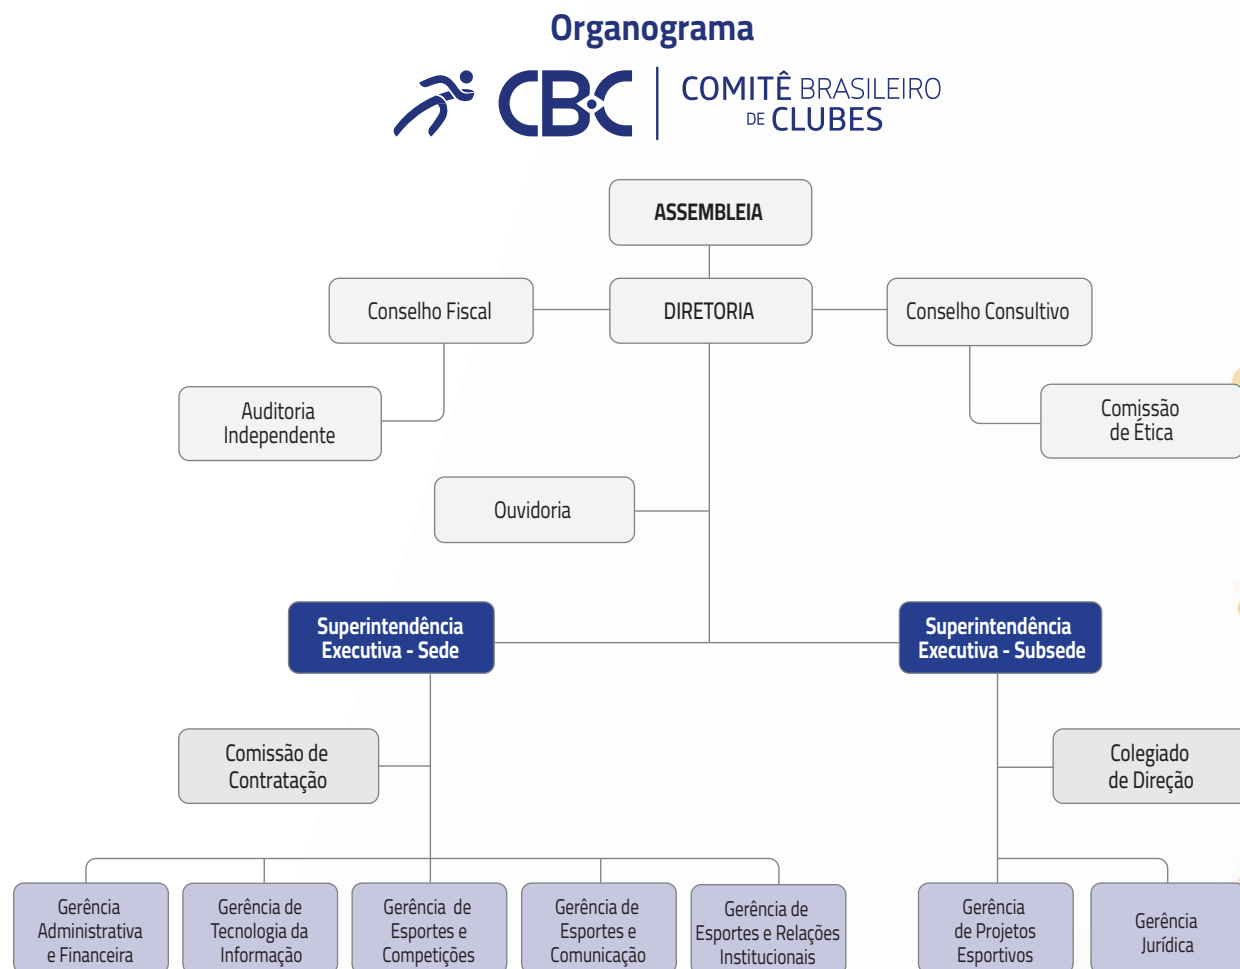 Organograma
CBC
COMITÊ BRASILEIRO
DE CLUBES
ASSEMBLEIA
Conselho Fiscal
DIRETORIA
Conselho Consultivo
Auditoria
Independente
Comissão
de Ética
Ouvidoria
Superintendência
Executiva - Sede
Superintendência
Executiva - Subsede
Comissão de
Contratação
Colegiado
de Direção
Gerência
Administrativa
e Financeira
Gerência de
Tecnologia da
Informação
Gerência de
Esportes e
Competições
Gerência de
Esportes e
Comunicação
Gerência de
Esportes e Relações
Institucionais
Gerência
de Projetos
Esportivos
Gerência
Jurídica